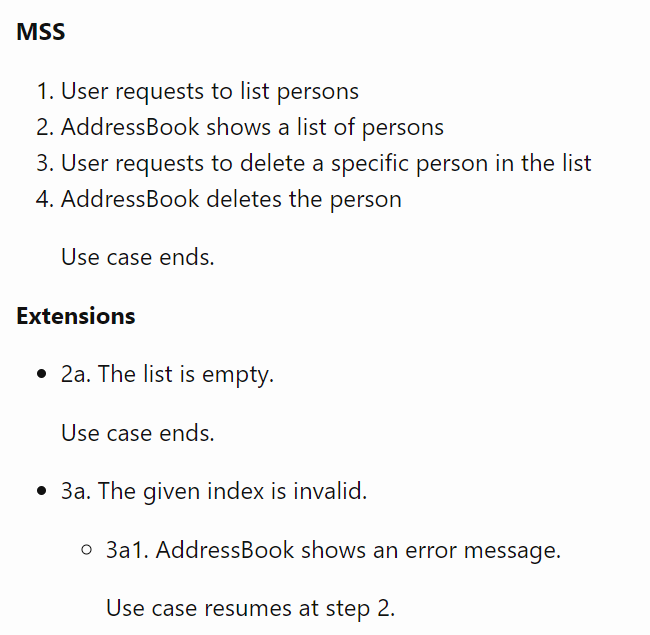 MSS
1. User requests to list persons
2. AddressBook shows a list of persons
3. User requests to delete a specific person in the list
4. AddressBook deletes the person
Use case ends.
Extensions
• 2a. The list is empty.
Use case ends.
• 3a. The given index is invalid.
○ 3a1. AddressBook shows an error message.
Use case resumes at step 2.